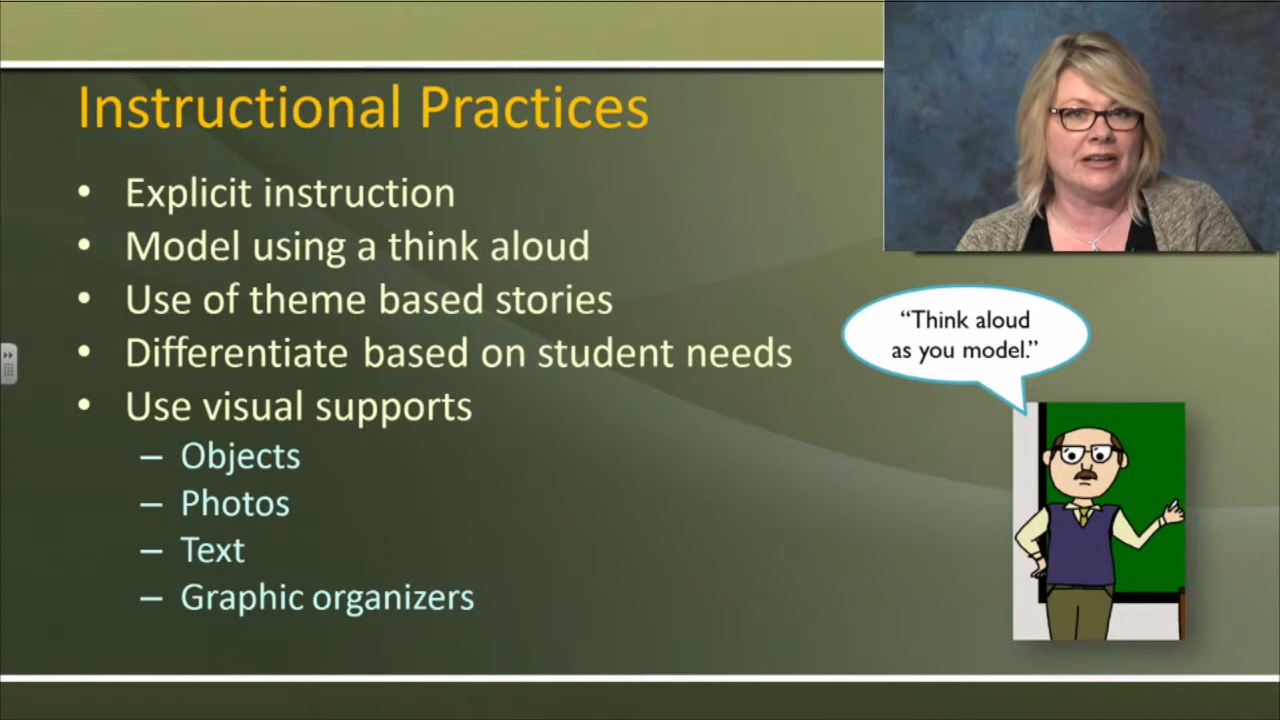 Instructional Practices
• Explicit instruction
• Model using a think aloud
• Use of theme based stories
• Differentiate based on student needs
• Use visual supports
– Objects
– Photos
– Text
– Graphic organizers
“Think aloud
as you model.”